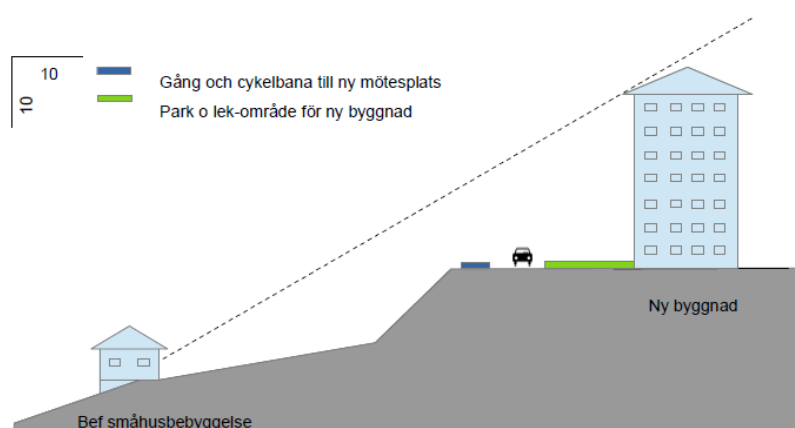 10
10
Gång och cykelbana till ny mötesplats
Park o lek-område för ny byggnad
Ny byggnad
Bef småhusbebyggelse